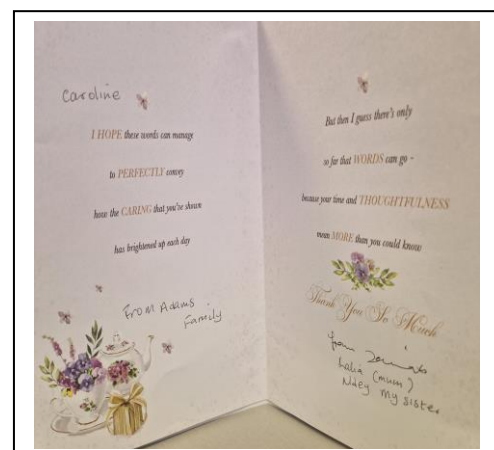 Caroline
I HOPE these words can manage
to PERFECTLY convey
how the CARING that you've shown
has brightened up each day
From Adams
Family
But then I guess there's only
so far that WORDS can go -
because your time and THOUGHTFULNESS
mean MORE than you could know
Thank You So Much
from
Lalia (mum)
my sister